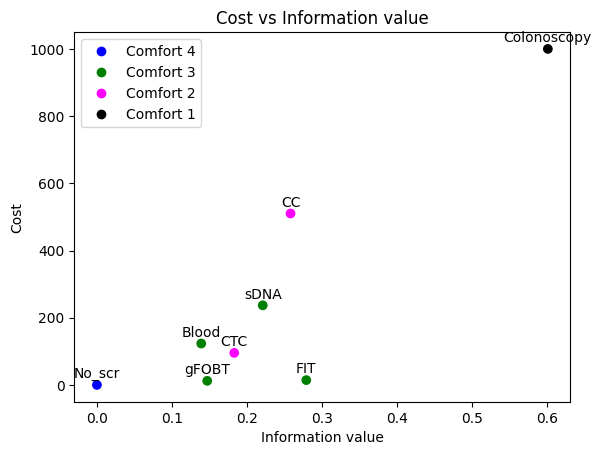 Cost vs Information value
Colonoscopy
Comfort 4
Comfort 3
Comfort 2
Comfort 1
1000
800
600
400
200
0
Cost
CC
sDNA
Blood
CTC
gFOBT
FIT
No_scr
0.0 0.1 0.2 0.3 0.4 0.5 0.6
Information value